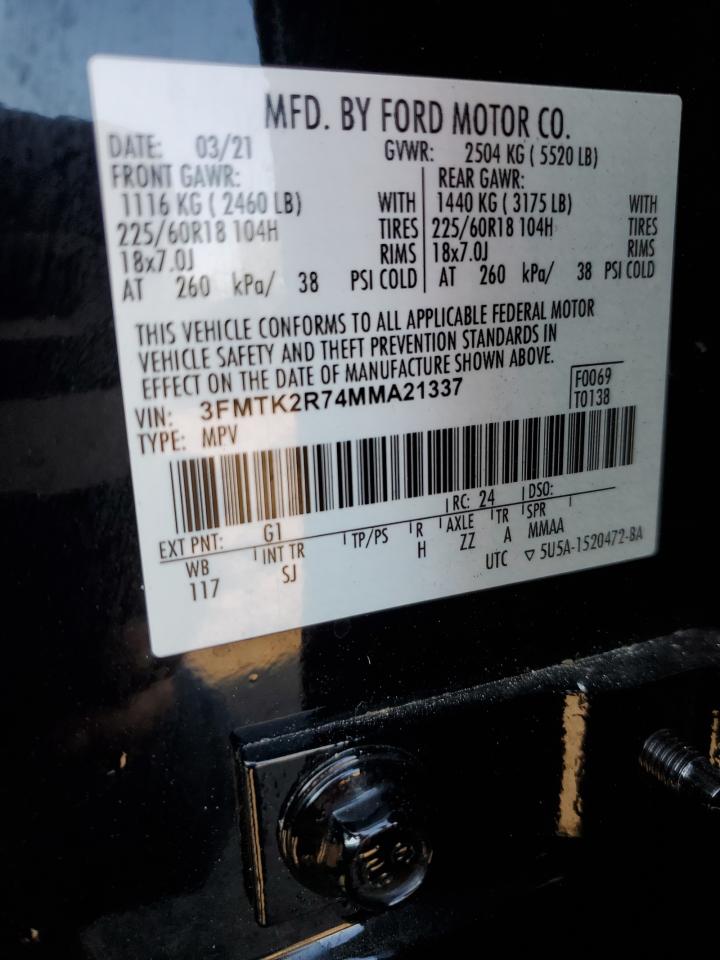 MFD. BY FORD MOTOR CO.
DATE: 03/21 GVWR: 2504 KG ( 5520 LB)
FRONT GAWR: REAR GAWR:
1116 KG ( 2460 LB) WITH 1440 KG ( 3175 LB) WITH
225/60R18 104H TIRES 225/60R18 104H TIRES
18x7.0J RIMS 18x7.0J RIMS
AT 260 kPa/ 38 PSI COLD AT 260 kPa/ 38 PSI COLD
THIS VEHICLE CONFORMS TO ALL APPLICABLE FEDERAL MOTOR
VEHICLE SAFETY AND THEFT PREVENTION STANDARDS IN
EFFECT ON THE DATE OF MANUFACTURE SHOWN ABOVE.
VIN: 3FMTK2R74MMA21337 F0069
TYPE: MPV T0138
EXT PNT: G1 RC: 24 DSO:
WB INT TR TP/PS R AXLE TR SPR
117 SJ H ZZ A MMAA
UTC ▽ 5U5A-1520472-BA